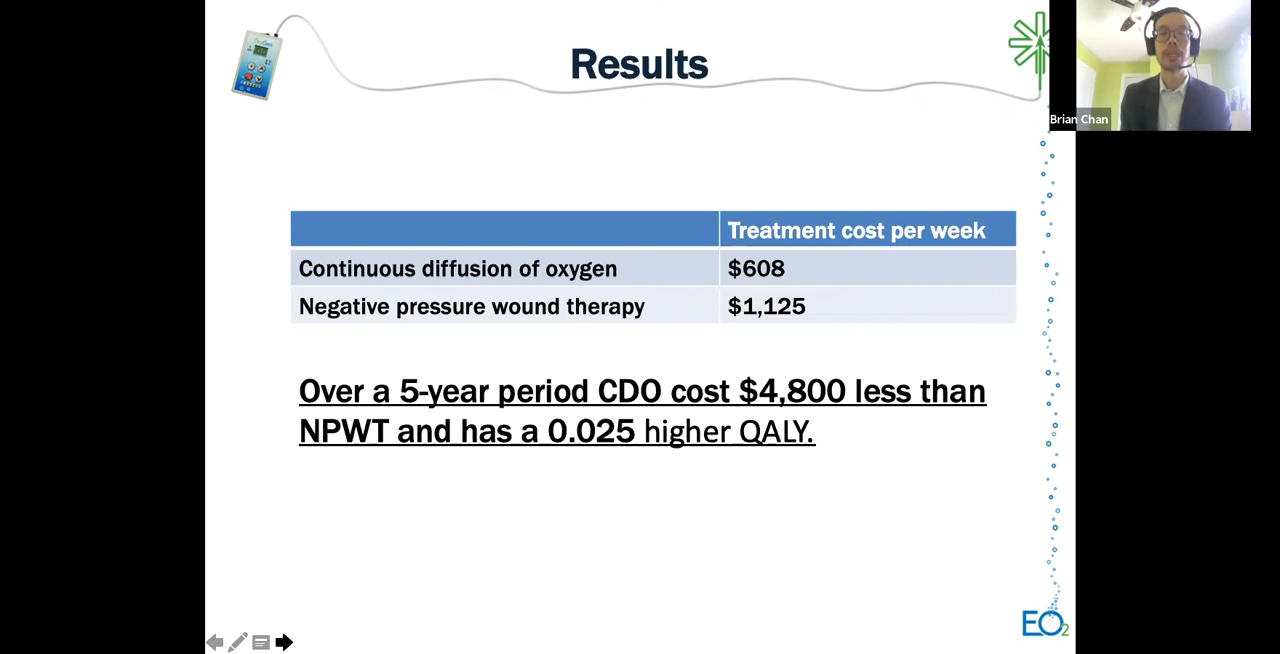 Results
Brian Chan
Treatment cost per week
Continuous diffusion of oxygen $608
Negative pressure wound therapy $1,125
Over a 5-year period CDO cost $4,800 less than
NPWT and has a 0.025 higher QALY.
EO2